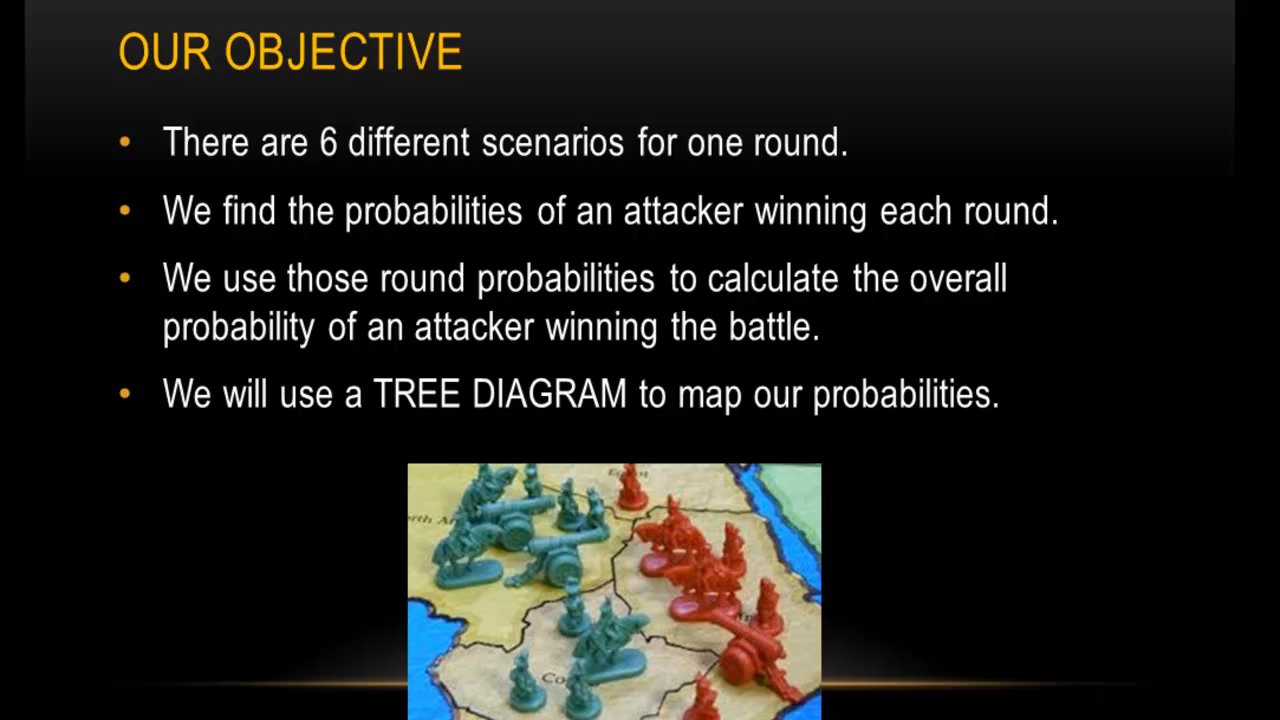 OUR OBJECTIVE
• There are 6 different scenarios for one round.
• We find the probabilities of an attacker winning each round.
• We use those round probabilities to calculate the overall
probability of an attacker winning the battle.
• We will use a TREE DIAGRAM to map our probabilities.